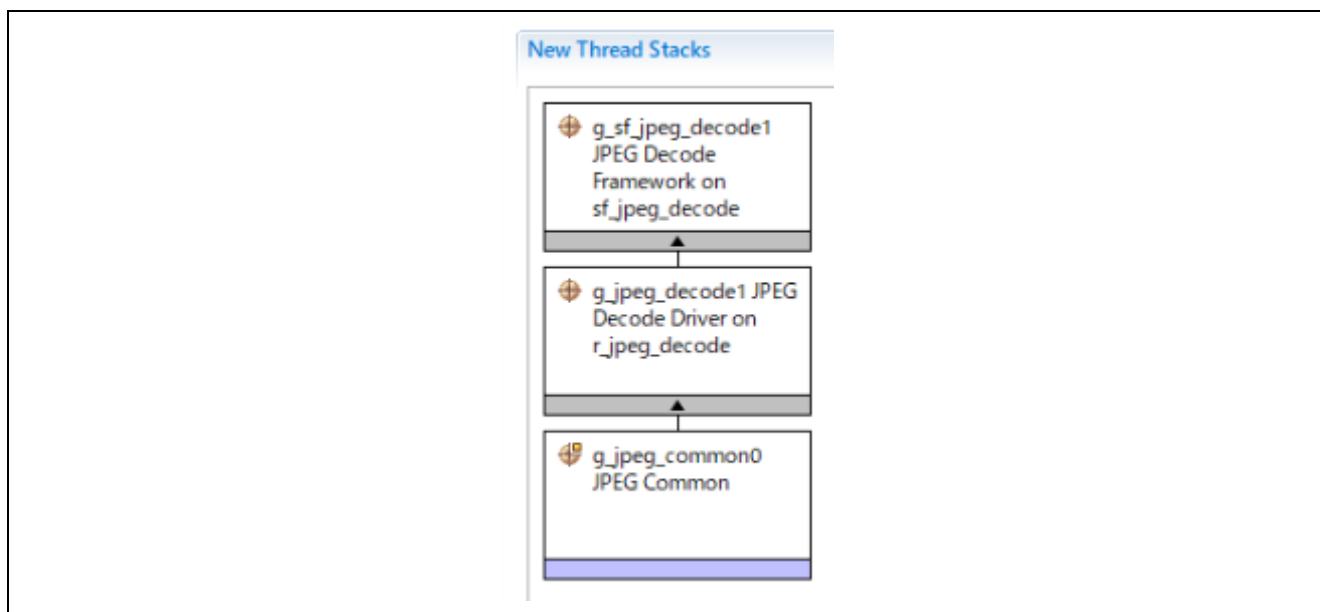 New Thread Stacks
g_sf_jpeg_decode1
JPEG Decode
Framework on
sf_jpeg_decode
g_jpeg_decode1 JPEG
Decode Driver on
r_jpeg_decode
g_jpeg_common0
JPEG Common